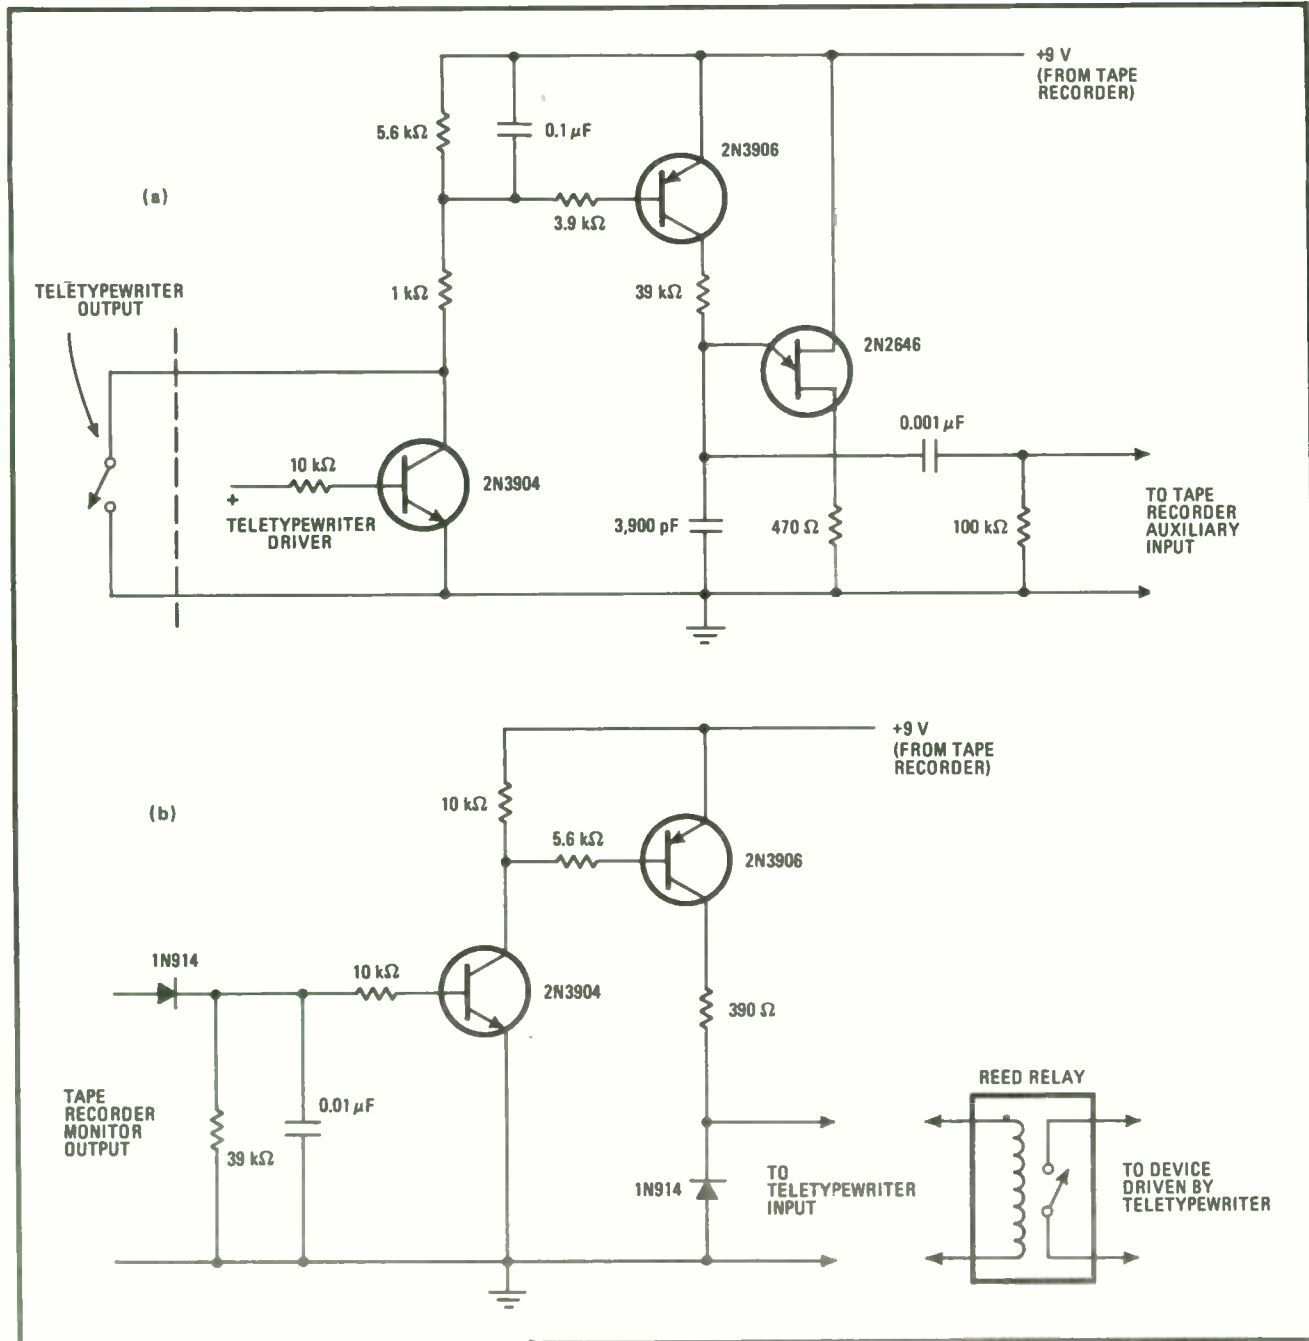 +9 V
(FROM TAPE
RECORDER)
5.6 kΩ
0.1 μF
2N3906
(a)
3.9 kΩ
TELETYPEWRITER
OUTPUT
1 kΩ
39 kΩ
2N2646
0.001 μF
10 kΩ
2N3904
+
TELETYPEWRITER
DRIVER
3,900 pF
470 Ω
100 kΩ
TO TAPE
RECORDER
AUXILIARY
INPUT
+9 V
(FROM TAPE
RECORDER)
(b)
10 kΩ
5.6 kΩ
2N3906
1N914
10 kΩ
2N3904
390 Ω
TAPE
RECORDER
MONITOR
OUTPUT
39 kΩ
0.01 μF
1N914
TO
TELETYPEWRITER
INPUT
REED RELAY
TO DEVICE
DRIVEN BY
TELETYPEWRITER